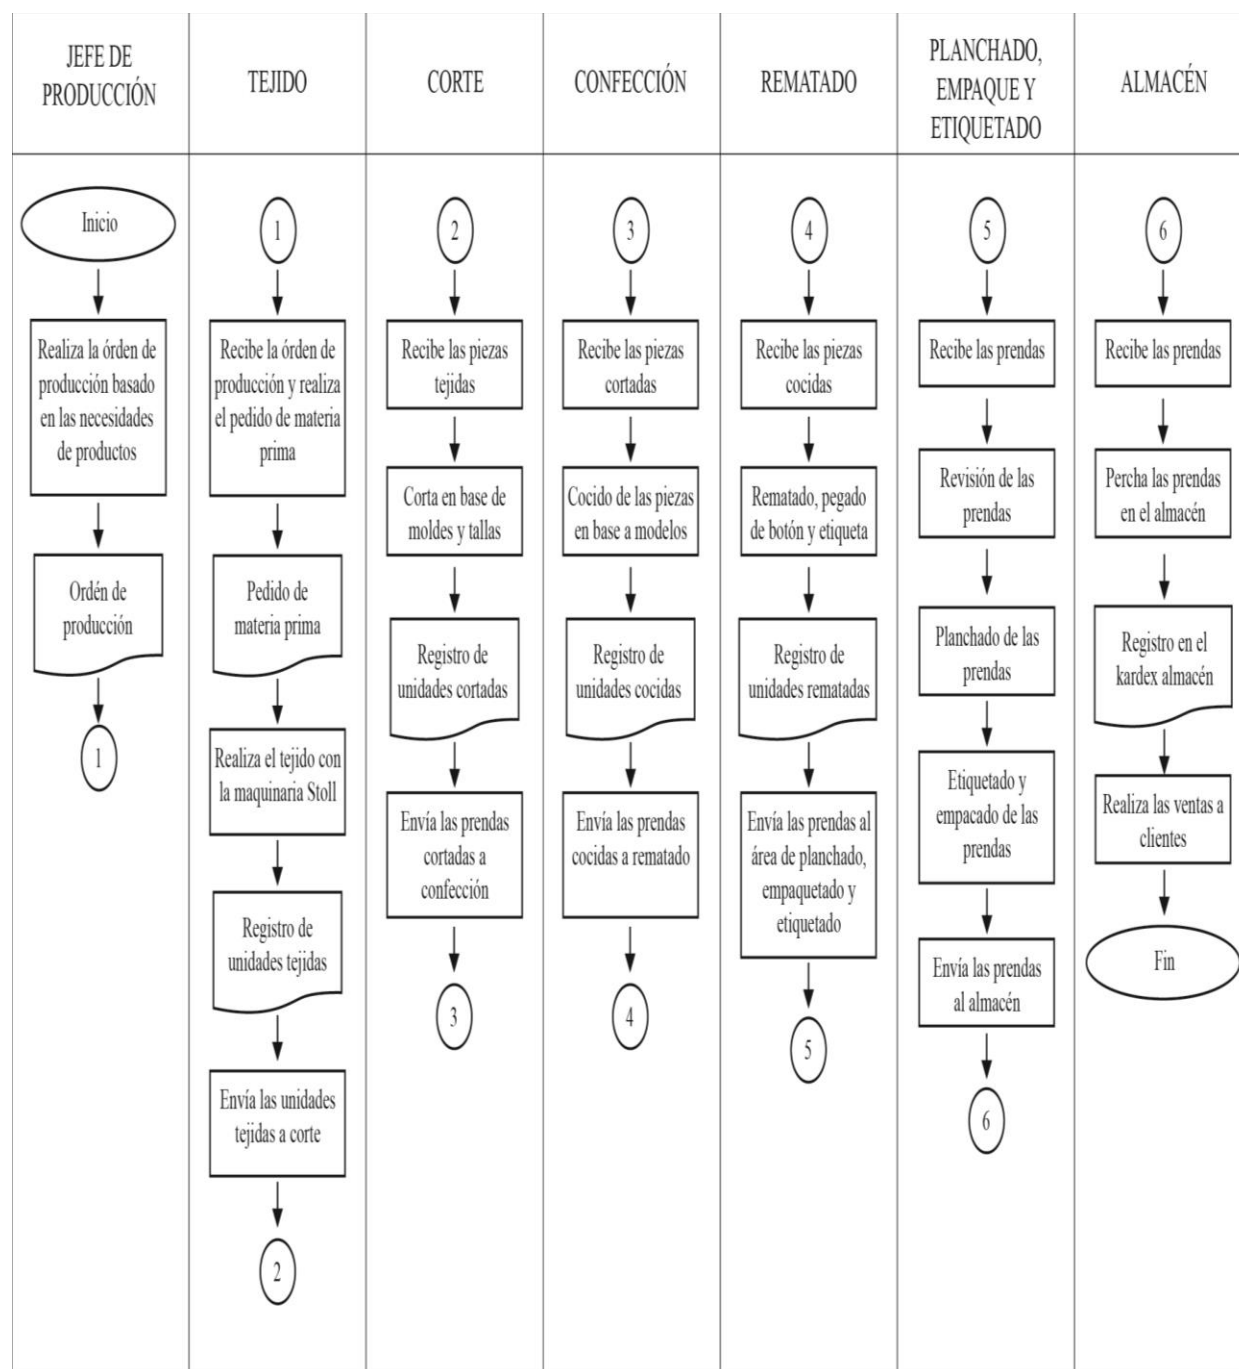 JEFE DE
PRODUCCIÓN
TEJIDO
CORTE
CONFECCIÓN
REMATADO
PLANCHADO,
EMPAQUE Y
ETIQUETADO
ALMACÉN
Inicio
Realiza la órden de
producción basado
en las necesidades
de productos
Ordén de
producción
1
1
Recibe la órden de
producción y realiza
el pedido de materia
prima
Pedido de
materia prima
Realiza el tejido con
la maquinaria Stoll
Registro de
unidades tejidas
Envía las unidades
tejidas a corte
2
2
Recibe las piezas
tejidas
Corta en base de
moldes y tallas
Registro de
unidades cortadas
Envía las prendas
cortadas a
confección
3
3
Recibe las piezas
cortadas
Cocido de las piezas
en base a modelos
Registro de
unidades cocidas
Envía las prendas
cocidas a rematado
4
4
Recibe las piezas
cocidas
Rematado, pegado
de botón y etiqueta
Registro de
unidades rematadas
Envía las prendas al
área de planchado,
empaquetado y
etiquetado
5
5
Recibe las prendas
Revisión de las
prendas
Planchado de las
prendas
Etiquetado y
empacado de las
prendas
Envía las prendas
al almacén
6
6
Recibe las prendas
Percha las prendas
en el almacén
Registro en el
kardex almacén
Realiza las ventas a
clientes
Fin